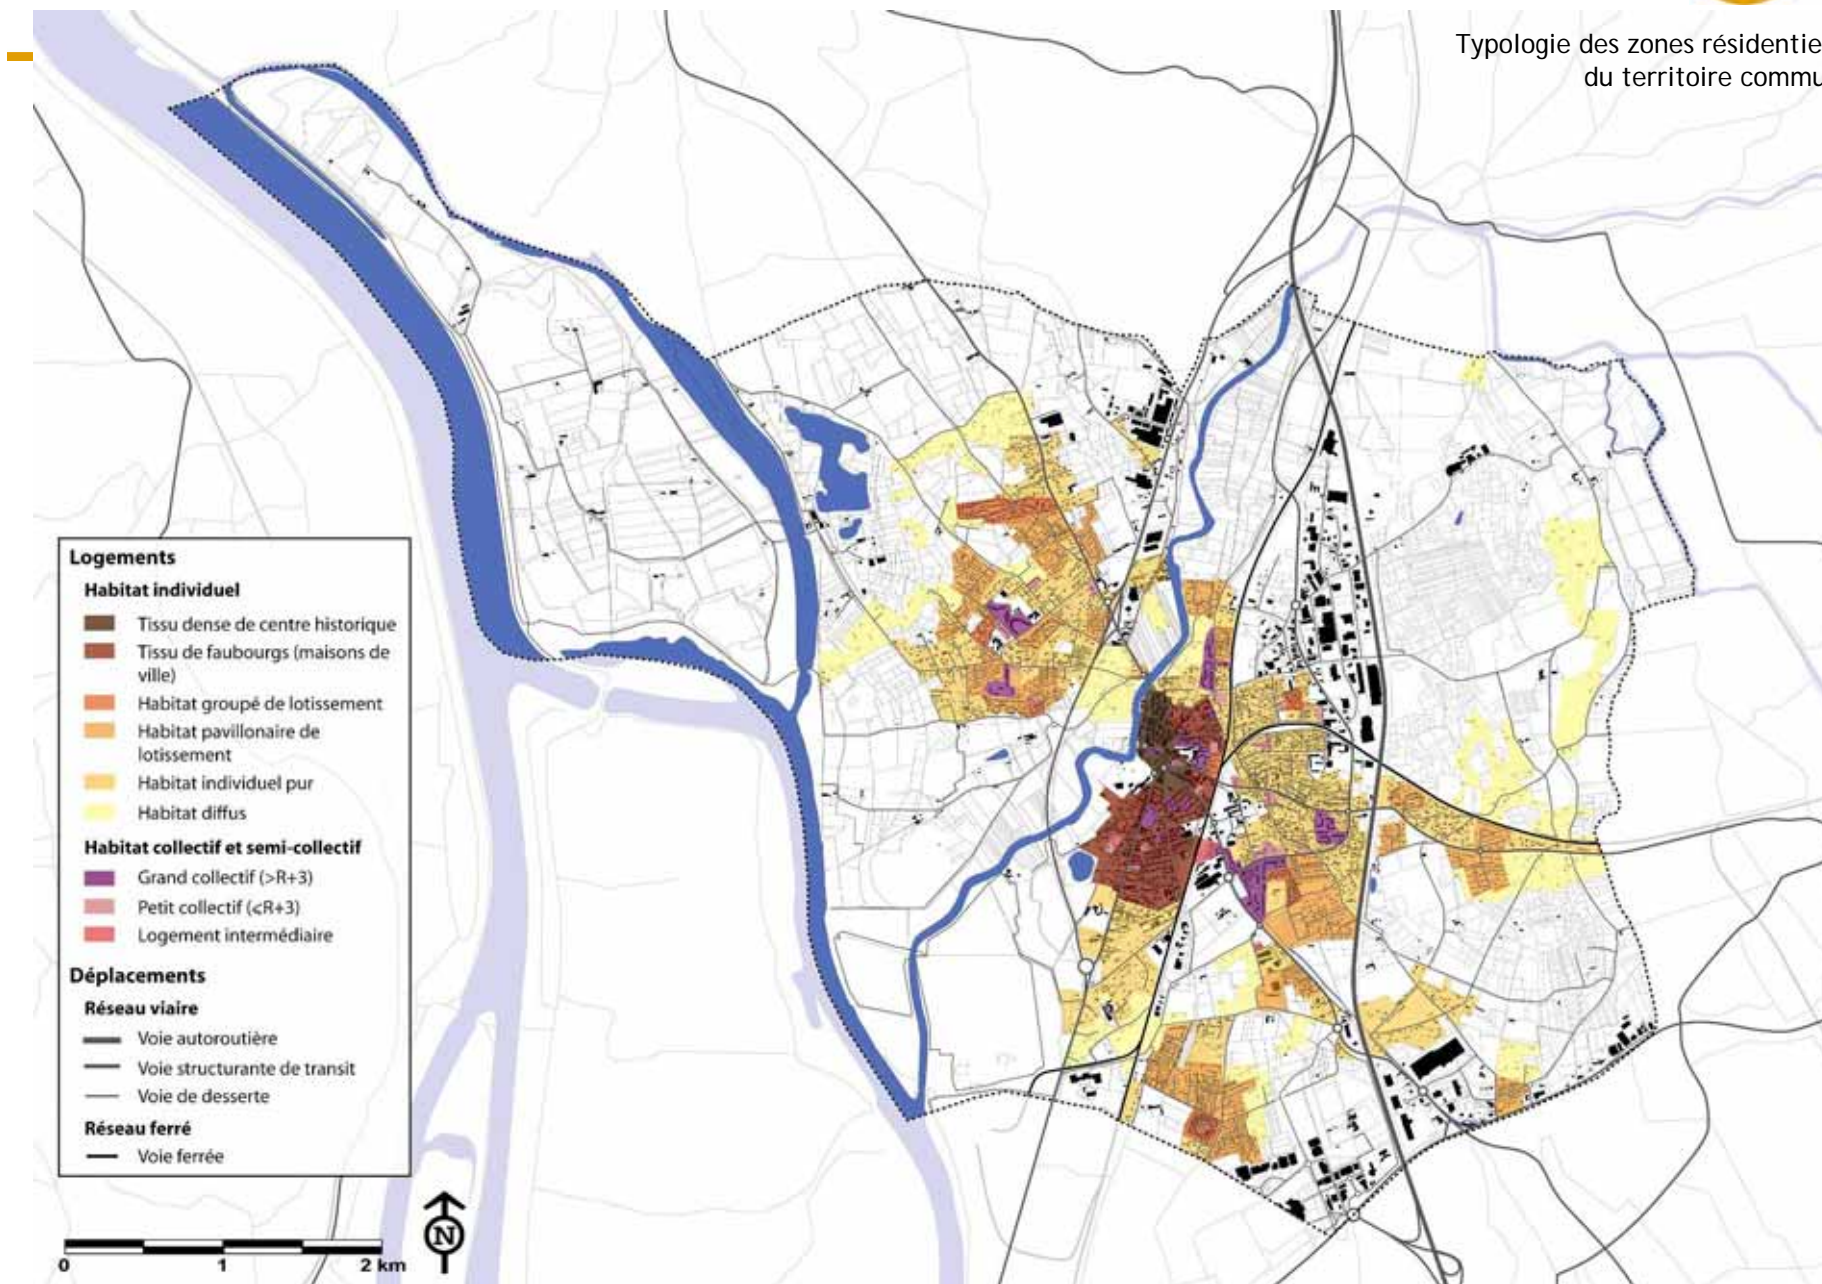 Typologie des zones résidentie
du territoire commu
Logements
Habitat individuel
Tissu dense de centre historique
Tissu de faubourgs (maisons de
ville)
Habitat groupé de lotissement
Habitat pavillonaire de
lotissement
Habitat individuel pur
Habitat diffus
Habitat collectif et semi-collectif
Grand collectif (>R+3)
Petit collectif (⩽R+3)
Logement intermédiaire
Déplacements
Réseau viaire
Voie autoroutière
Voie structurante de transit
Voie de desserte
Réseau ferré
Voie ferrée
N
0 1 2 km